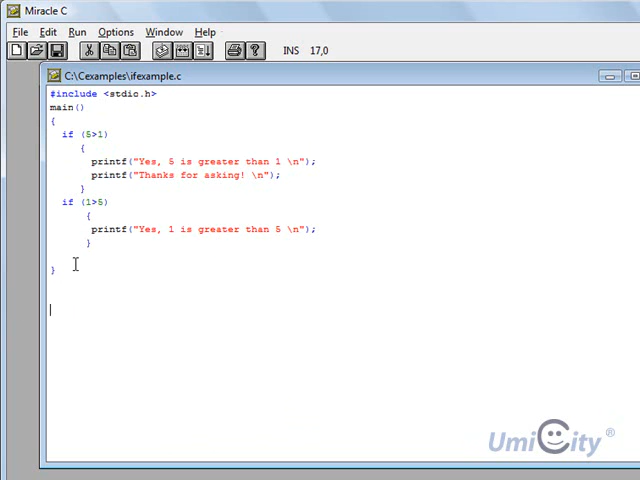 Miracle C
File Edit Run Options Window Help
INS 17,0
C:\Cexamples\ifexample.c
#include <stdic.h>
main()
{
if (5>1)
{
printf("Yes, 5 is greater than 1 \n");
printf("Thanks for asking! \n");
}
if (1>5)
{
printf("Yes, 1 is greater than 5 \n");
}
}
UmiCity ®